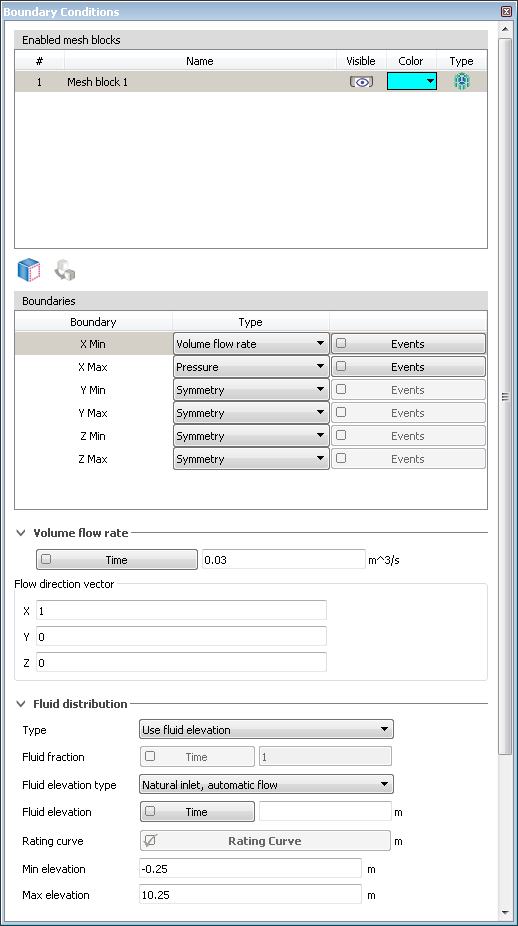 Boundary Conditions
Enabled mesh blocks
# Name Visible Color Type
1 Mesh block 1
Boundaries
Boundary Type
X Min Volume flow rate Events
X Max Pressure Events
Y Min Symmetry Events
Y Max Symmetry Events
Z Min Symmetry Events
Z Max Symmetry Events
Volume flow rate
Time 0.03 m^3/s
Flow direction vector
X 1
Y 0
Z 0
Fluid distribution
Type Use fluid elevation
Fluid fraction Time 1
Fluid elevation type Natural inlet, automatic flow
Fluid elevation Time m
Rating curve Rating Curve m
Min elevation -0.25 m
Max elevation 10.25 m